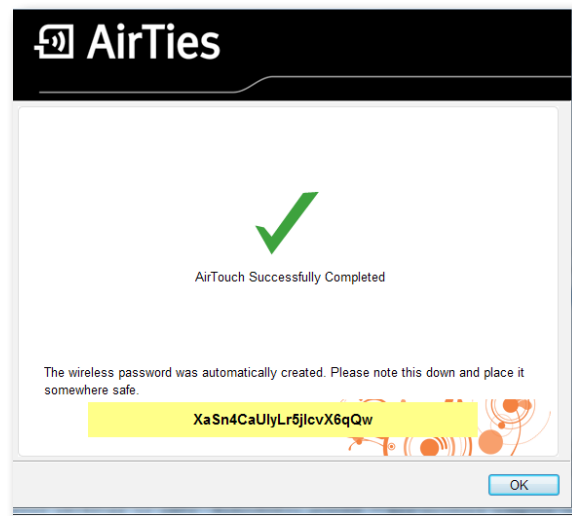 AirTies
AirTouch Successfully Completed
The wireless password was automatically created. Please note this down and place it
somewhere safe.
XaSn4CaUlyLr5jlcvX6qQw
OK